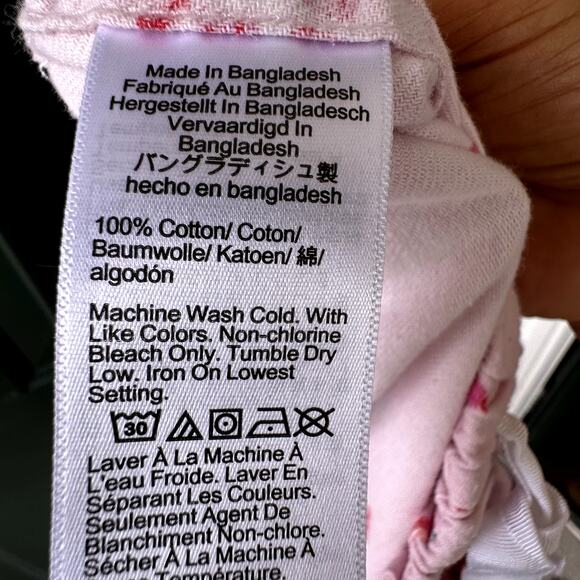 Made In Bangladesh
Fabriqué Au Bangladesh
Hergestellt In Bangladesch
Vervaardigd In
Bangladesh
バングラディシュ製
hecho en bangladesh
100% Cotton/ Coton/
Baumwolle/ Katoen/ 綿/
algodón
Machine Wash Cold. With
Like Colors. Non-chlorine
Bleach Only. Tumble Dry
Low. Iron On Lowest
Setting.
30
Laver À La Machine À
L'eau Froide. Laver En
Séparant Les Couleurs.
Seulement Agent De
Blanchiment Non-chlore.
Sécher À La Machine À
Température.